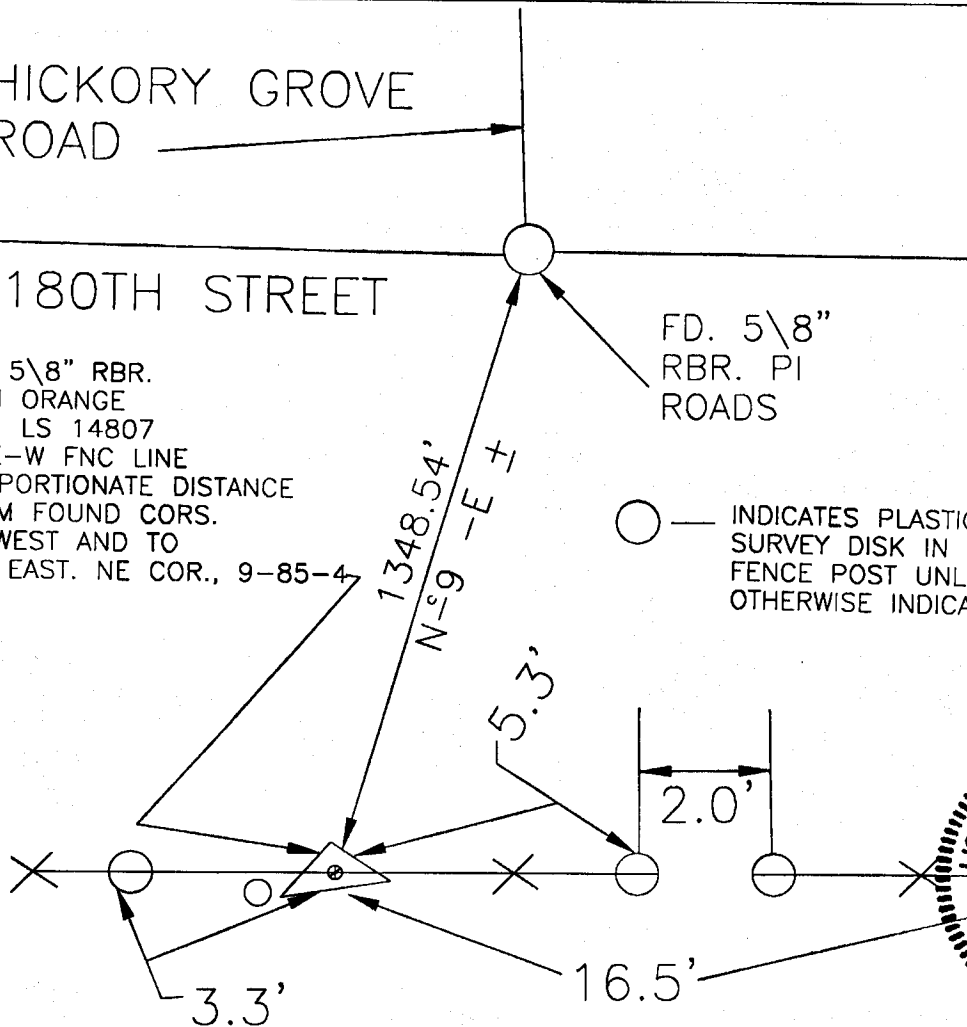 HICKORY GROVE
ROAD
180TH STREET
5\8" RBR.
ORANGE
LS 14807
E-W FNC LINE
PORTIONATE DISTANCE
M FOUND CORS.
WEST AND TO
EAST. NE COR., 9-85-4
FD. 5\8"
RBR. PI
ROADS
1348.54'
N-9°-E ±
INDICATES PLASTIC
SURVEY DISK IN
FENCE POST UNL
OTHERWISE INDICA
5.3'
2.0'
16.5'
3.3'